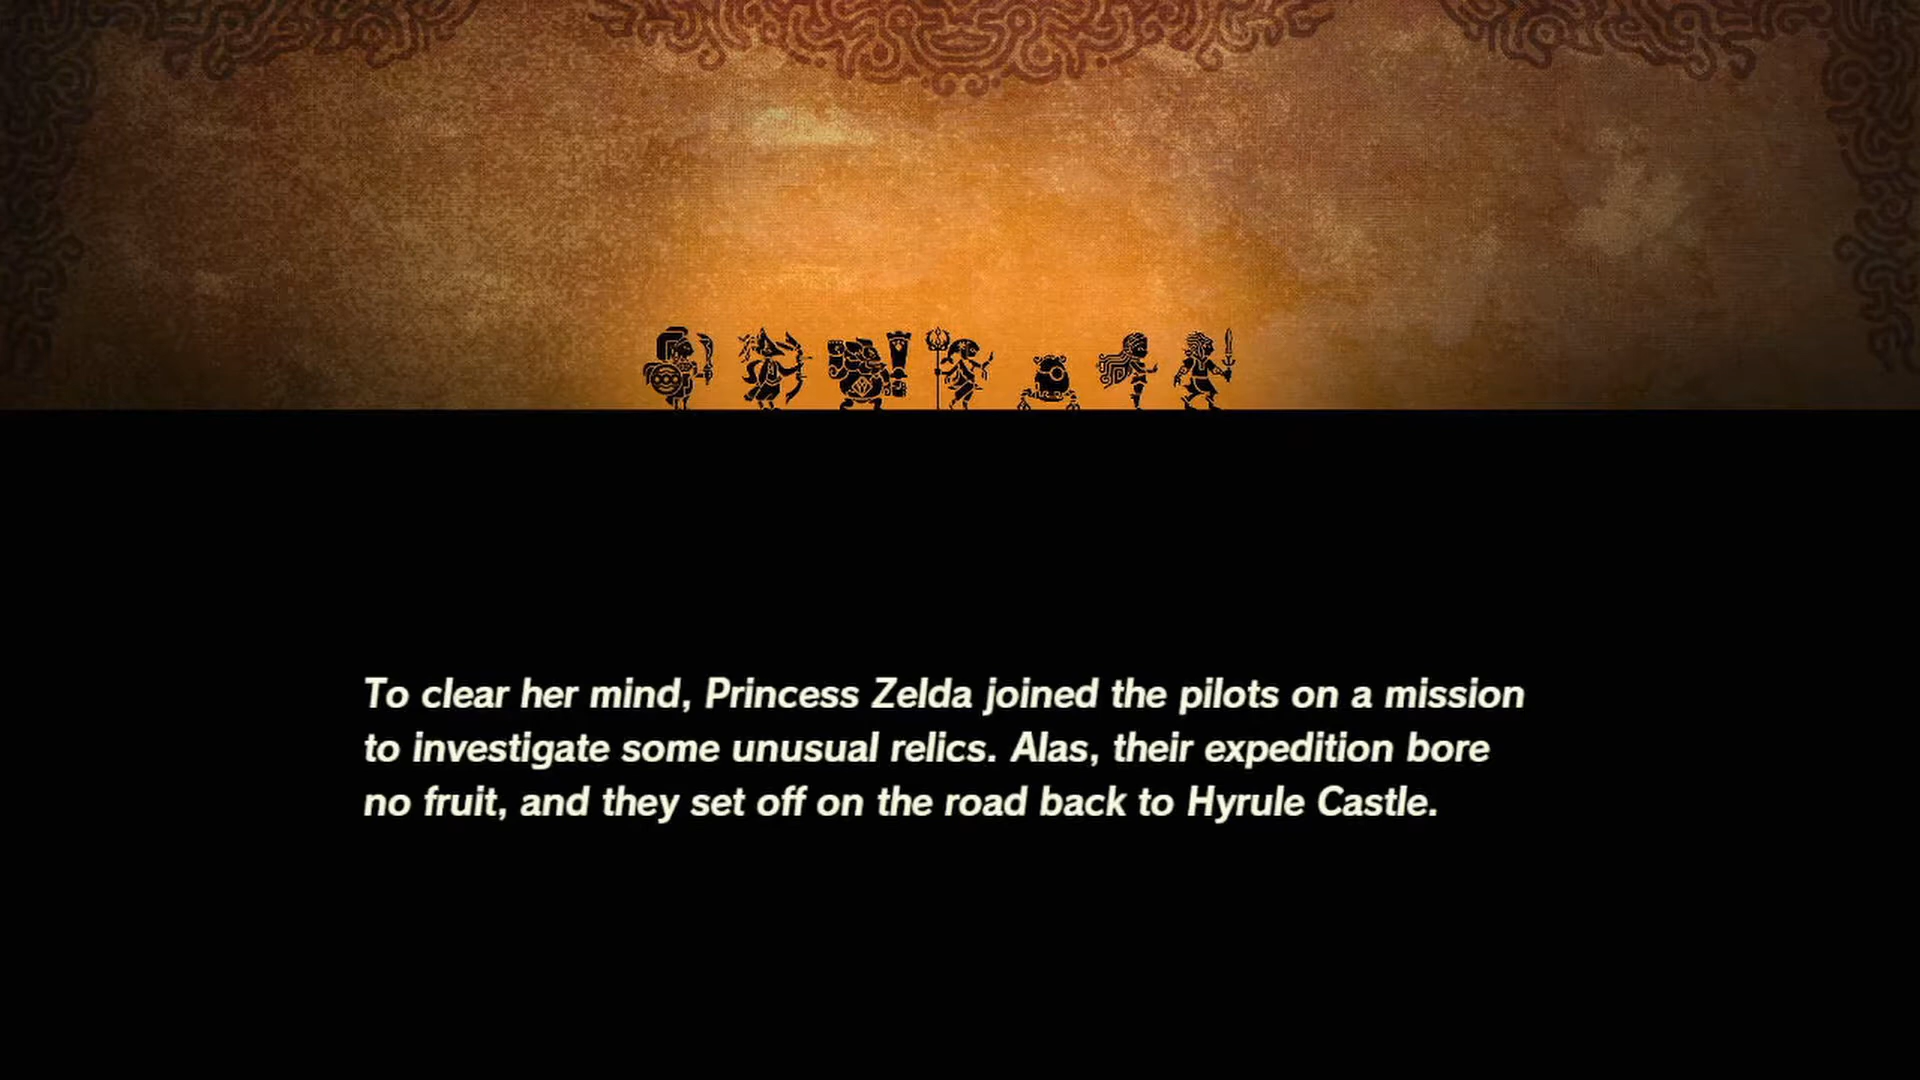 To clear her mind, Princess Zelda joined the pilots on a mission
to investigate some unusual relics. Alas, their expedition bore
no fruit, and they set off on the road back to Hyrule Castle.